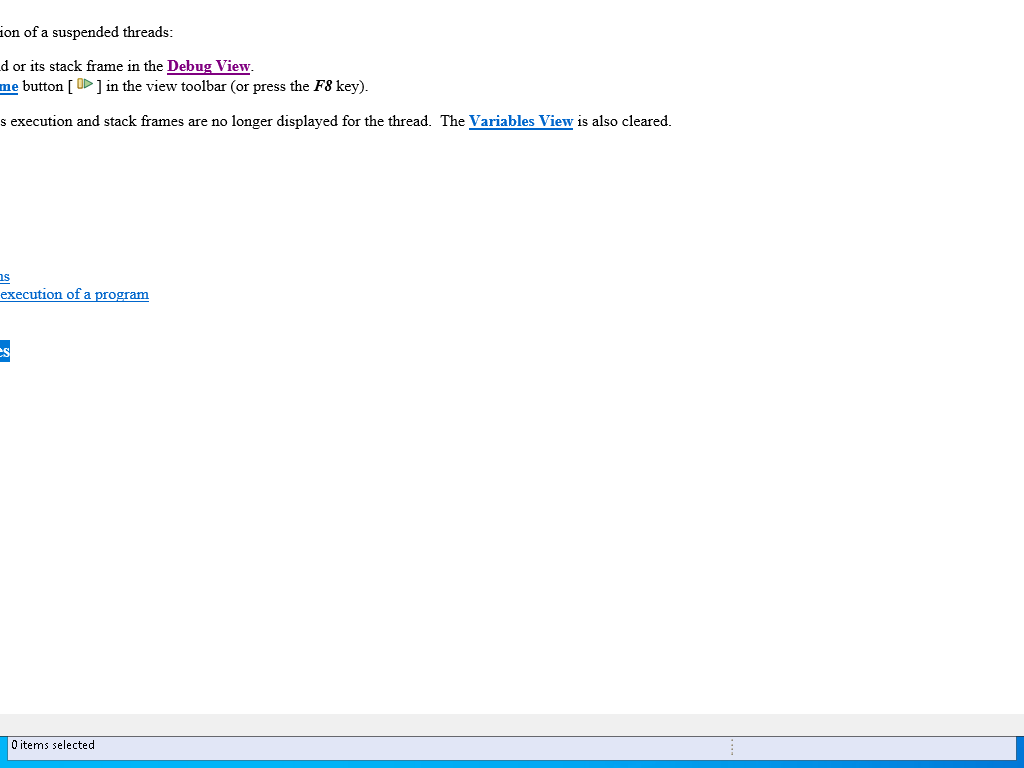 ion of a suspended threads:
d or its stack frame in the Debug View.
me button [ ] in the view toolbar (or press the F8 key).
s execution and stack frames are no longer displayed for the thread.  The Variables View is also cleared.
ns
execution of a program
es
0 items selected